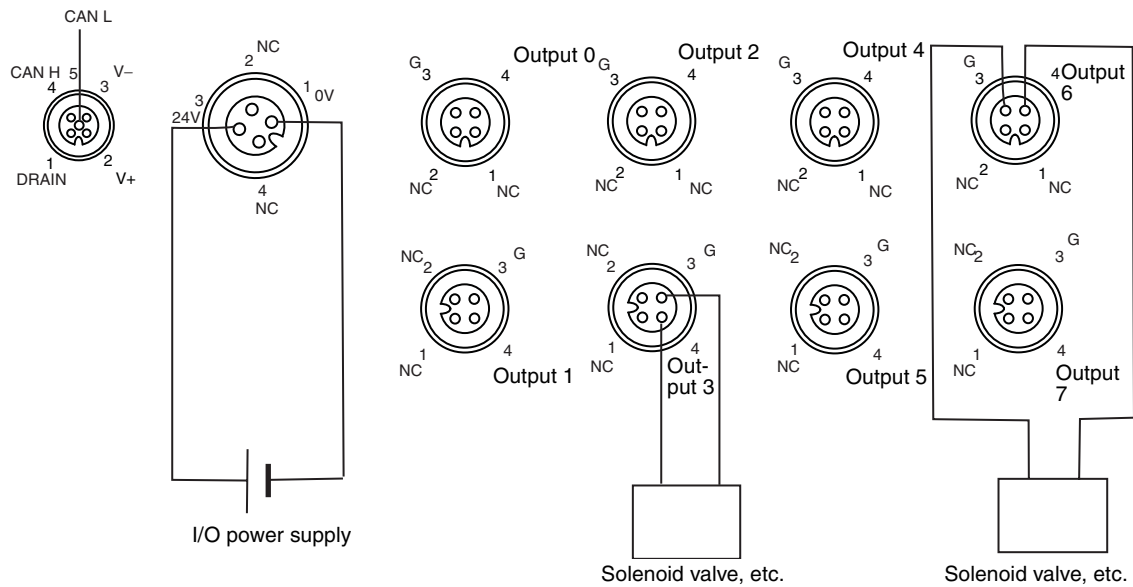 CAN L
CAN H 5 V–
4 3
1 2
DRAIN V+
NC
2
3 1 0V
24V
4
NC
I/O power supply
G 3 4 Output 0
NC 2 1 NC
G 3 4 Output 2
NC 2 1 NC
G 3 4 Output 4
NC 2 1 NC
G 3 4 Output
6
NC 2 1 NC
NC 2 3 G
1 4
NC Output 1
NC 2 3 G
1 4
NC Out-
put 3
NC 2 3 G
1 4
NC Output 5
NC 2 3 G
1 4
NC Output
7
Solenoid valve, etc.
Solenoid valve, etc.